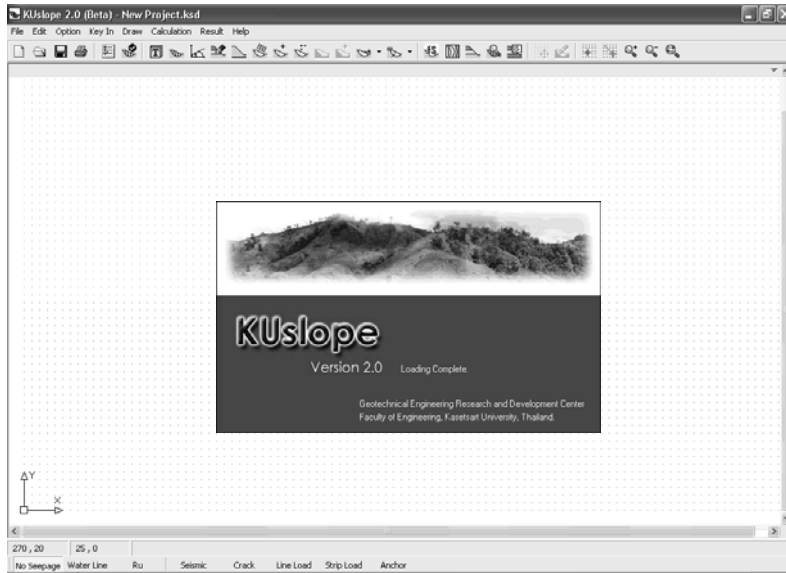 KUslope 2.0 (Beta) - New Project.ksd
File Edit Option Key In Draw Calculation Result Help
KUslope
Version 2.0 Loading Complete.
Geotechnical Engineering Research and Development Center
Faculty of Engineering, Kasetsart University, Thailand.
Y
X
270 , 20 25 , 0
No Seepage Water Line Ru Seismic Crack Line Load Strip Load Anchor